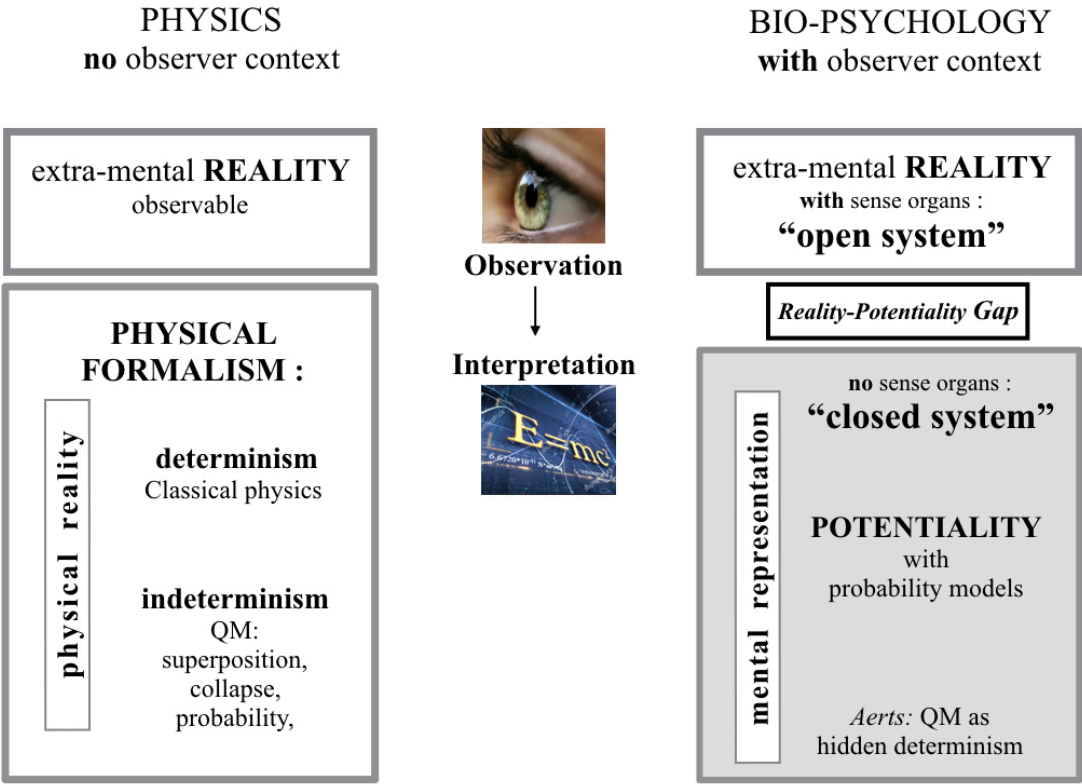 PHYSICS
no observer context
extra-mental REALITY
observable
PHYSICAL
FORMALISM :
physical reality
determinism
Classical physics
indeterminism
QM:
superposition,
collapse,
probability,
Observation
Interpretation
E=mc²
BIO-PSYCHOLOGY
with observer context
extra-mental REALITY
with sense organs :
“open system”
Reality-Potentiality Gap
no sense organs :
“closed system”
mental representation
POTENTIALITY
with
probability models
Aerts: QM as
hidden determinism